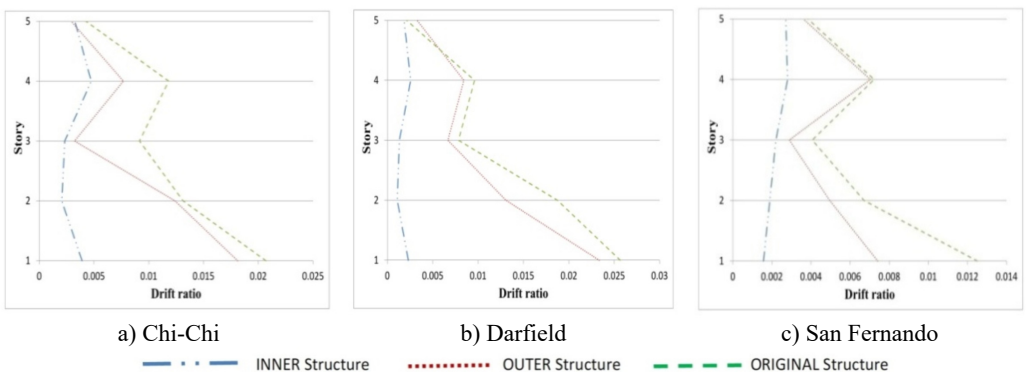 5
4
3
2
1
Story
0 0.005 0.01 0.015 0.02 0.025
Drift ratio
5
4
3
2
1
Story
0 0.005 0.01 0.015 0.02 0.025 0.03
Drift ratio
5
4
3
2
1
Story
0 0.002 0.004 0.006 0.008 0.01 0.012 0.014
Drift ratio
a) Chi-Chi
b) Darfield
c) San Fernando
INNER Structure
OUTER Structure
ORIGINAL Structure